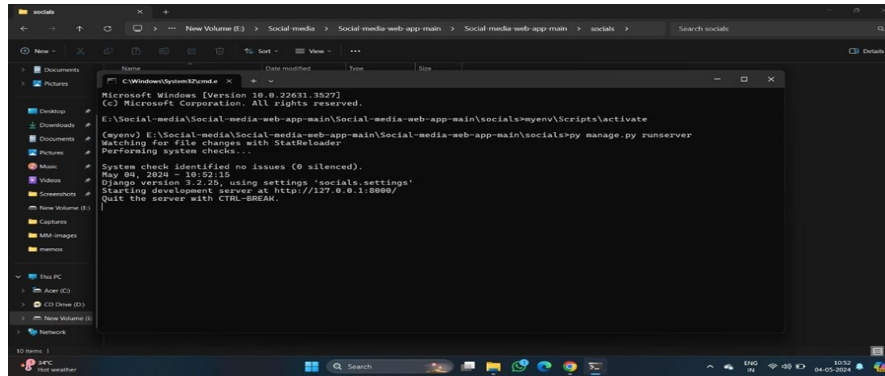 socials
New Volume (E:) > Social-media > Social-media-web-app-main > Social-media-web-app-main > socials >
Search socials
New
Sort
View
Details
Name Date modified Type Size
Documents
Pictures
Desktop
Downloads
Documents
Pictures
Music
Videos
Screenshots
New Volume (E:)
Captures
MM-images
memos
This PC
Acer (C:)
CD Drive (D:)
New Volume (E:
Network
10 items
C:\Windows\System32\cmd.e
Microsoft Windows [Version 10.0.22631.3527]
(c) Microsoft Corporation. All rights reserved.
E:\Social-media\Social-media-web-app-main\Social-media-web-app-main\socials>myenv\Scripts\activate
(myenv) E:\Social-media\Social-media-web-app-main\Social-media-web-app-main\socials>py manage.py runserver
Watching for file changes with StatReloader
Performing system checks...
System check identified no issues (0 silenced).
May 04, 2024 - 10:52:15
Django version 3.2.25, using settings 'socials.settings'
Starting development server at http://127.0.0.1:8000/
Quit the server with CTRL-BREAK.
34°C
Hot weather
Search
ENG
IN
10:52
04-05-2024